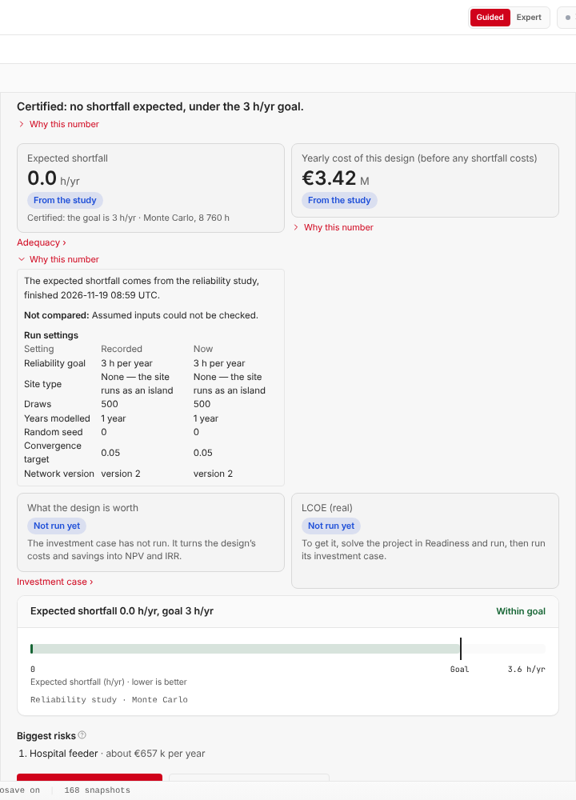 Guided Expert
Certified: no shortfall expected, under the 3 h/yr goal.
Why this number
Expected shortfall
0.0 h/yr
From the study
Certified: the goal is 3 h/yr · Monte Carlo, 8 760 h
Yearly cost of this design (before any shortfall costs)
€3.42 M
From the study
Why this number
Adequacy ›
Why this number
The expected shortfall comes from the reliability study,
finished 2026-11-19 08:59 UTC.
Not compared: Assumed inputs could not be checked.
Run settings
Setting Recorded Now
Reliability goal 3 h per year 3 h per year
Site type None — the site runs as an island None — the site runs as an island
Draws 500 500
Years modelled 1 year 1 year
Random seed 0 0
Convergence target 0.05 0.05
Network version version 2 version 2
What the design is worth
Not run yet
The investment case has not run. It turns the design's
costs and savings into NPV and IRR.
Investment case ›
LCOE (real)
Not run yet
To get it, solve the project in Readiness and run, then run
its investment case.
Expected shortfall 0.0 h/yr, goal 3 h/yr Within goal
0 Goal 3.6 h/yr
Expected shortfall (h/yr) · lower is better
Reliability study · Monte Carlo
Biggest risks ?
1. Hospital feeder · about €657 k per year
osave on 168 snapshots